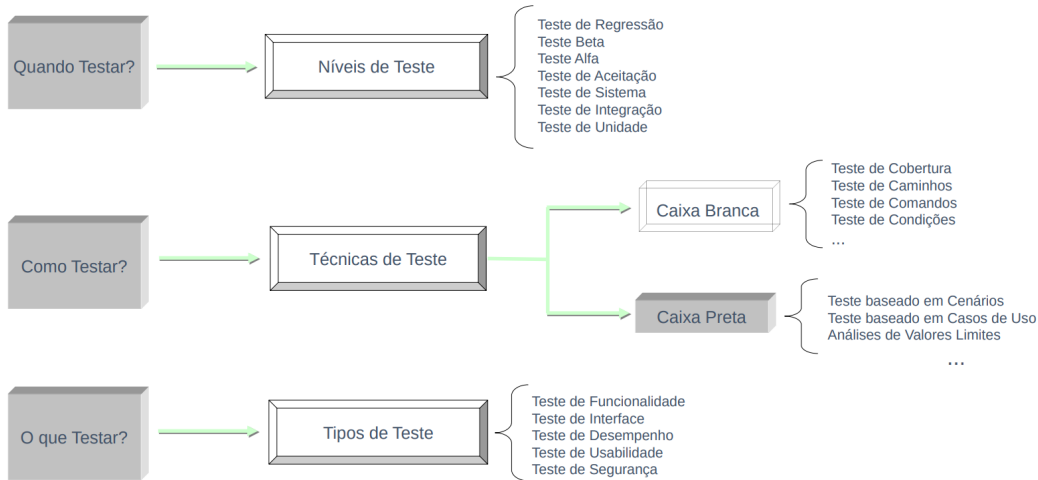 Quando Testar?
Níveis de Teste
Teste de Regressão
Teste Beta
Teste Alfa
Teste de Aceitação
Teste de Sistema
Teste de Integração
Teste de Unidade
Como Testar?
Técnicas de Teste
Caixa Branca
Teste de Cobertura
Teste de Caminhos
Teste de Comandos
Teste de Condições
...
Caixa Preta
Teste baseado em Cenários
Teste baseado em Casos de Uso
Análises de Valores Limites
...
O que Testar?
Tipos de Teste
Teste de Funcionalidade
Teste de Interface
Teste de Desempenho
Teste de Usabilidade
Teste de Segurança